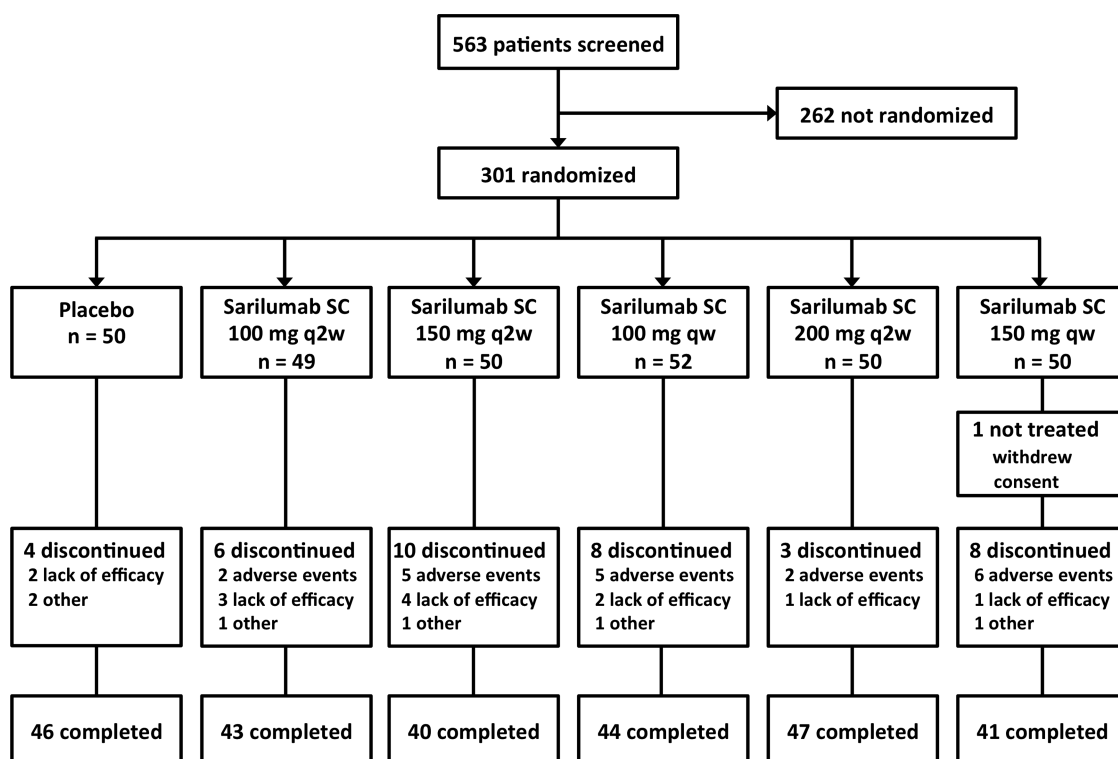 563 patients screened
262 not randomized
301 randomized
Placebo
n = 50
Sarilumab SC
100 mg q2w
n = 49
Sarilumab SC
150 mg q2w
n = 50
Sarilumab SC
100 mg qw
n = 52
Sarilumab SC
200 mg q2w
n = 50
Sarilumab SC
150 mg qw
n = 50
1 not treated
withdrew
consent
4 discontinued
2 lack of efficacy
2 other
6 discontinued
2 adverse events
3 lack of efficacy
1 other
10 discontinued
5 adverse events
4 lack of efficacy
1 other
8 discontinued
5 adverse events
2 lack of efficacy
1 other
3 discontinued
2 adverse events
1 lack of efficacy
8 discontinued
6 adverse events
1 lack of efficacy
1 other
46 completed
43 completed
40 completed
44 completed
47 completed
41 completed